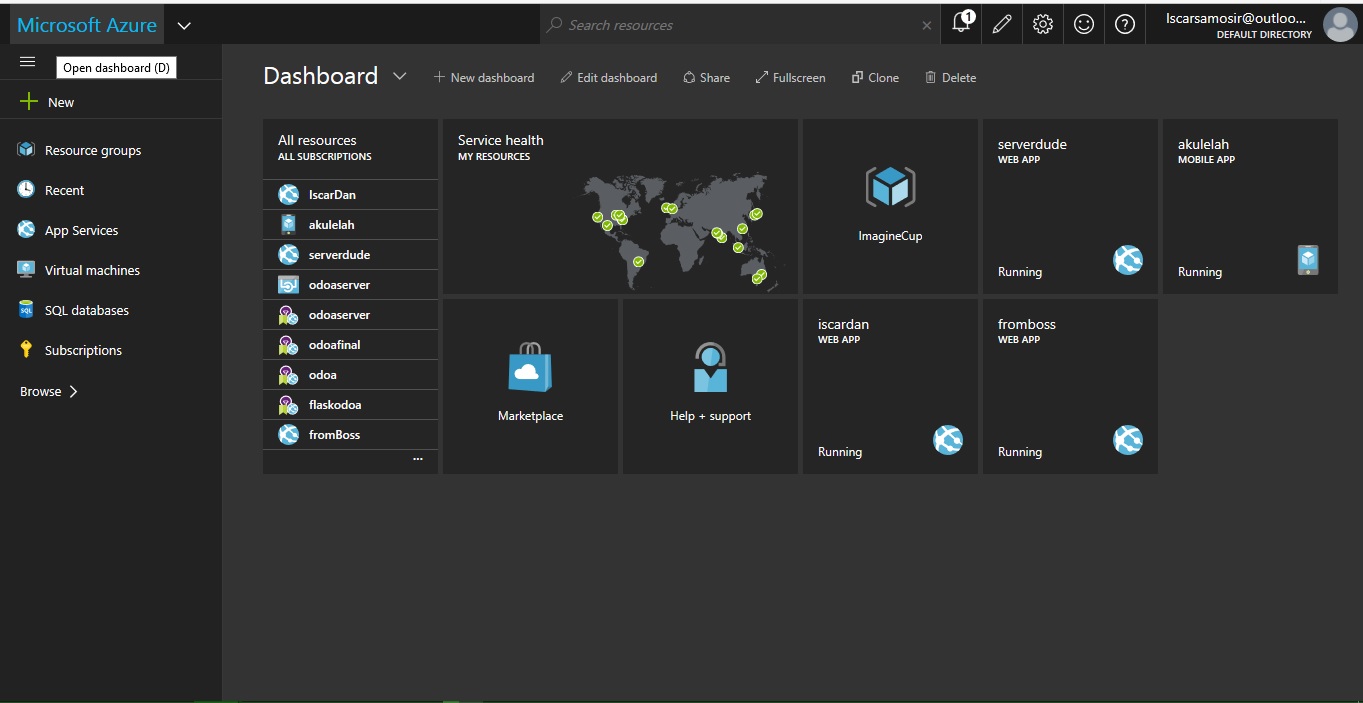 Microsoft Azure
Search resources
1
lscarsamosir@outloo...
DEFAULT DIRECTORY
Open dashboard (D)
New
Resource groups
Recent
App Services
Virtual machines
SQL
SQL databases
Subscriptions
Browse
Dashboard
New dashboard
Edit dashboard
Share
Fullscreen
Clone
Delete
All resources
ALL SUBSCRIPTIONS
IscarDan
akulelah
serverdude
odoaserver
odoaserver
odoafinal
odoa
flaskodoa
fromBoss
...
Service health
MY RESOURCES
ImagineCup
serverdude
WEB APP
Running
akulelah
MOBILE APP
Running
Marketplace
Help + support
iscardan
WEB APP
Running
fromboss
WEB APP
Running